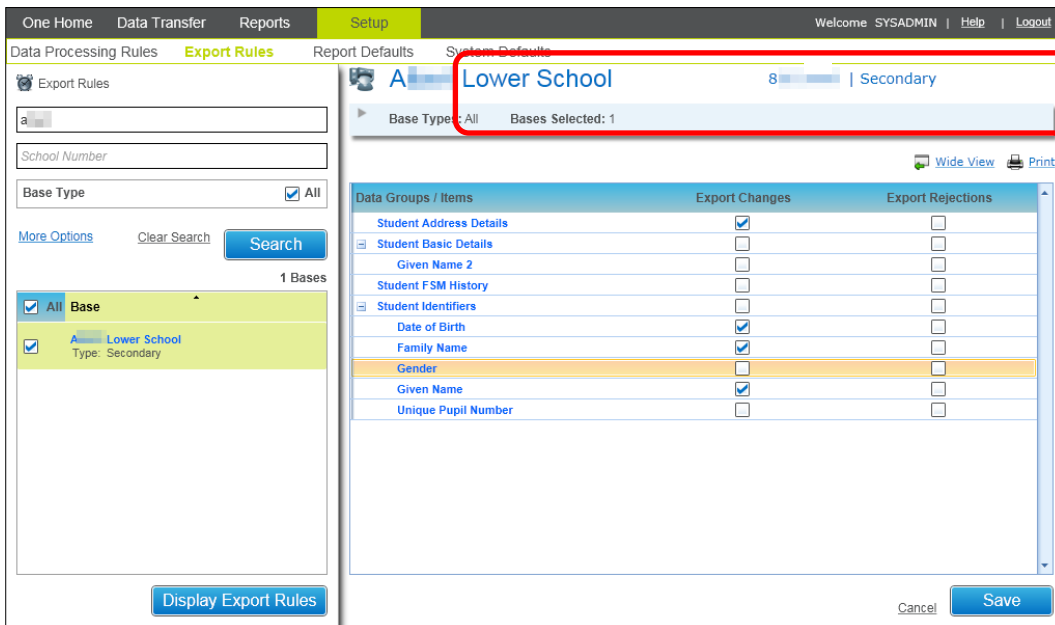 One Home Data Transfer Reports Setup Welcome SYSADMIN | Help | Logout
Data Processing Rules Export Rules Report Defaults System Defaults
Export Rules
a
School Number
Base Type All
More Options Clear Search Search
1 Bases
All Base
A Lower School
Type: Secondary
Display Export Rules
A Lower School 8 | Secondary
Base Types: All Bases Selected: 1
Wide View Print
Data Groups / Items Export Changes Export Rejections
Student Address Details
Student Basic Details
Given Name 2
Student FSM History
Student Identifiers
Date of Birth
Family Name
Gender
Given Name
Unique Pupil Number
Cancel Save